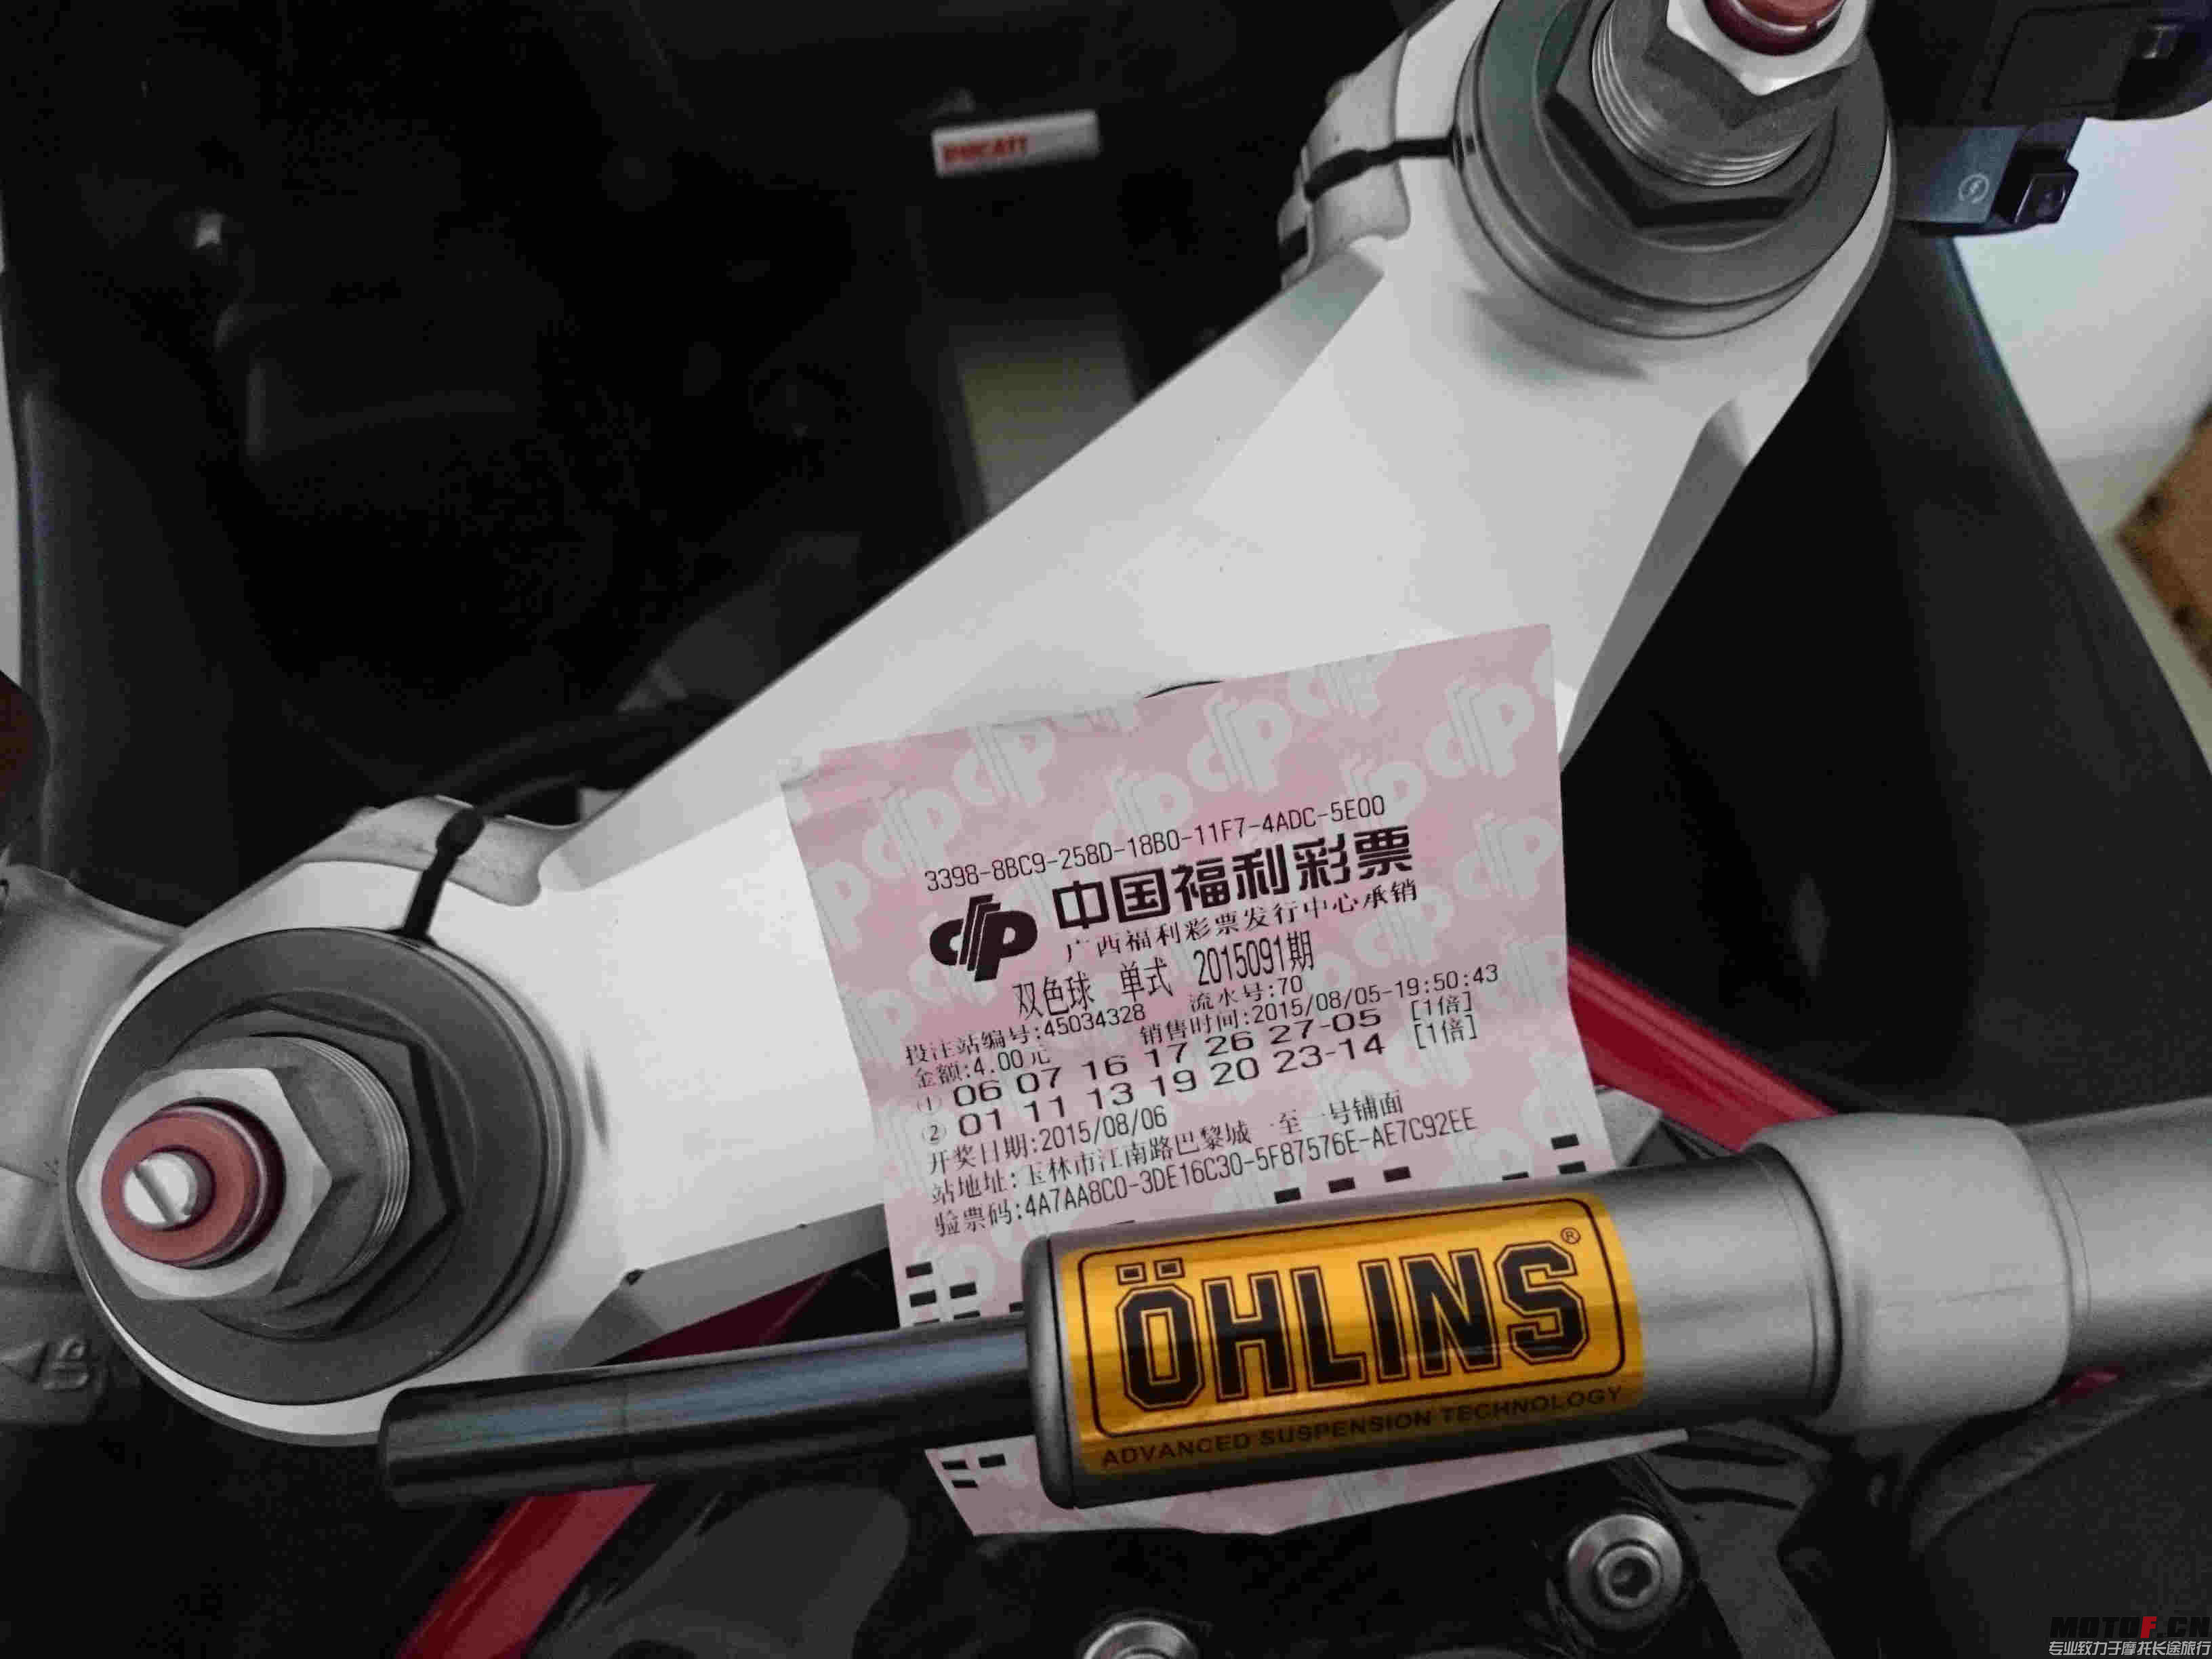 DUCATI
3398-8BC9-258D-18B0-11F7-4ADC-5E00
中国福利彩票
广西福利彩票发行中心承销
双色球 单式 2015091期
投注站编号:45034328 流水号:70
金额:4.00元 销售时间:2015/08/05-19:50:43
① 06 07 16 17 26 27-05 [1倍]
② 01 11 13 19 20 23-14 [1倍]
开奖日期:2015/08/06
站地址:玉林市江南路巴黎城一至一号铺面
验票码:4A7AA8C0-3DE16C30-5F87576E-AE7C92EE
ÖHLINS®
ADVANCED SUSPENSION TECHNOLOGY
MOTOF.CN
专业致力于摩托长途旅行